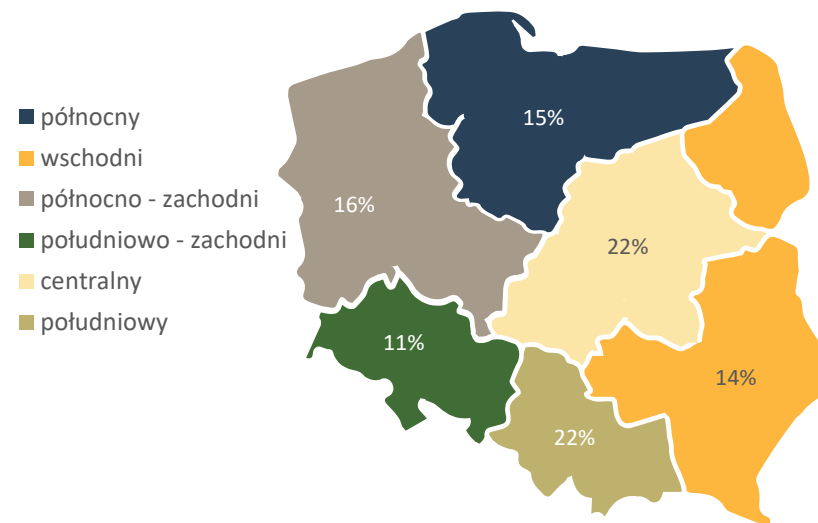 północny
wschodni
północno - zachodni
południowo - zachodni
centralny
południowy
15%
16%
22%
11%
14%
22%